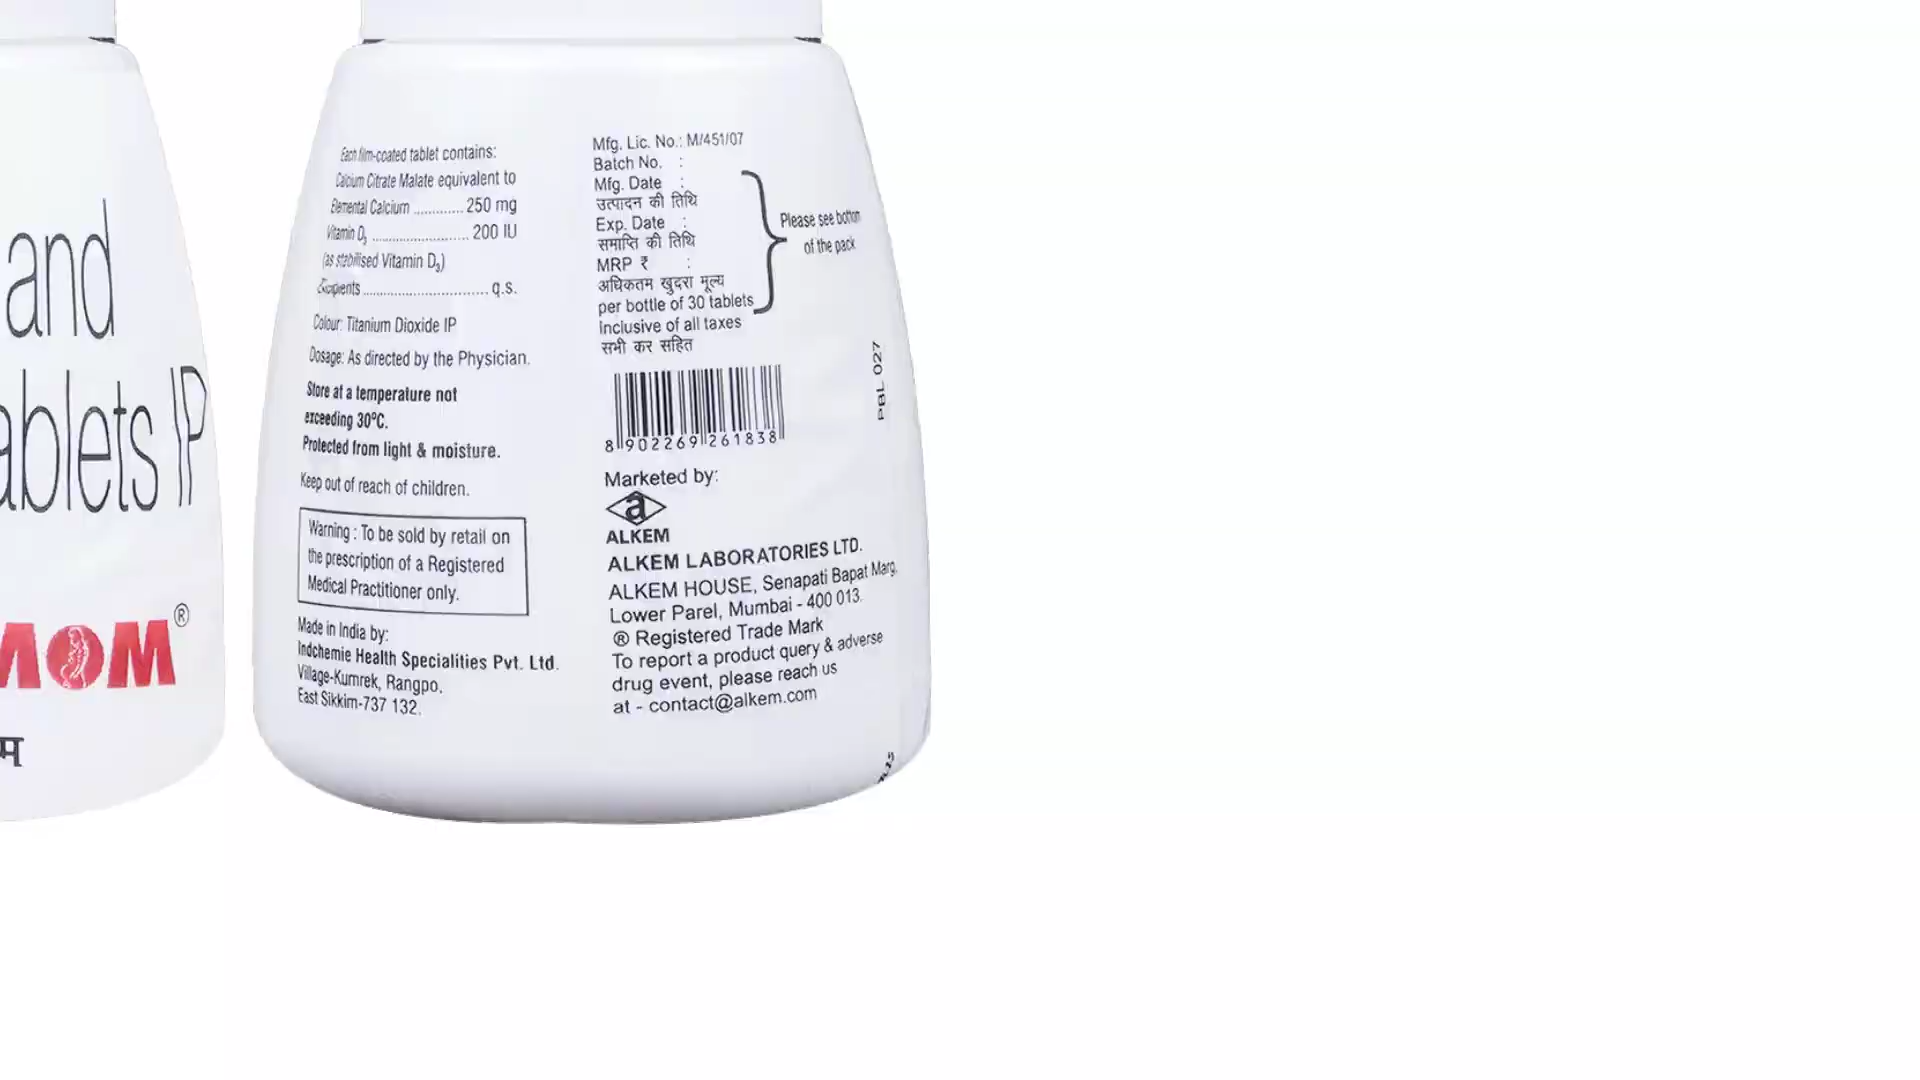 and
ablets IP
MOM®
म
Each film-coated tablet contains:
Calcium Citrate Malate equivalent to
Elemental Calcium ............ 250 mg
Vitamin D3 ........................ 200 IU
(as stabilised Vitamin D3)
Excipients ............................... q.s.
Colour: Titanium Dioxide IP
Dosage: As directed by the Physician.
Store at a temperature not
exceeding 30°C.
Protected from light & moisture.
Keep out of reach of children.
Warning : To be sold by retail on
the prescription of a Registered
Medical Practitioner only.
Made in India by:
Indchemie Health Specialities Pvt. Ltd.
Village-Kumrek, Rangpo,
East Sikkim-737 132.
Mfg. Lic. No.: M/451/07
Batch No. :
Mfg. Date :
उत्पादन की तिथि
Exp. Date :
समाप्ति की तिथि
MRP ₹ :
अधिकतम खुदरा मूल्य
per bottle of 30 tablets
Inclusive of all taxes
सभी कर सहित
Please see bottom
of the pack
8 902269 261838
Marketed by:
a
ALKEM
ALKEM LABORATORIES LTD.
ALKEM HOUSE, Senapati Bapat Marg,
Lower Parel, Mumbai - 400 013.
® Registered Trade Mark
To report a product query & adverse
drug event, please reach us
at - contact@alkem.com
PBL 027